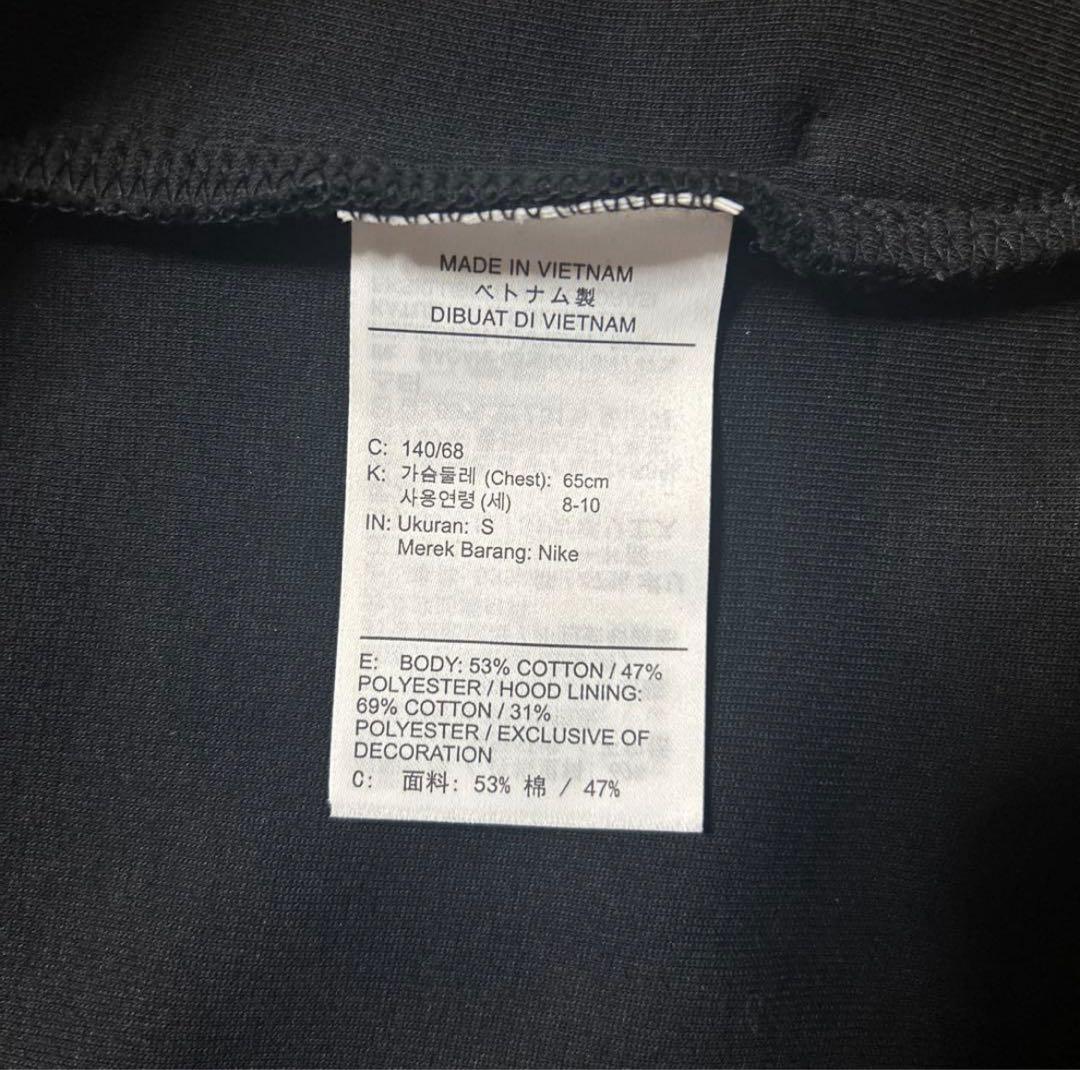 MADE IN VIETNAM
ベトナム製
DIBUAT DI VIETNAM
C: 140/68
K: 가슴둘레 (Chest): 65cm
사용연령 (세) 8-10
IN: Ukuran: S
Merek Barang: Nike
E: BODY: 53% COTTON / 47%
POLYESTER / HOOD LINING:
69% COTTON / 31%
POLYESTER / EXCLUSIVE OF
DECORATION
C: 面料: 53% 棉 / 47%